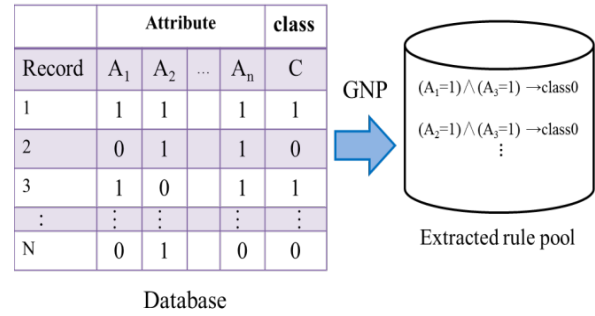 Attribute class
Record A₁ A₂ ... Aₙ C
1 1 1 1 1
2 0 1 1 0
3 1 0 1 1
: ⋮ ⋮ ⋮ ⋮
N 0 1 0 0
Database
GNP
(A₁=1)∧(A₃=1) →class0
(A₂=1)∧(A₃=1) →class0
⋮
Extracted rule pool